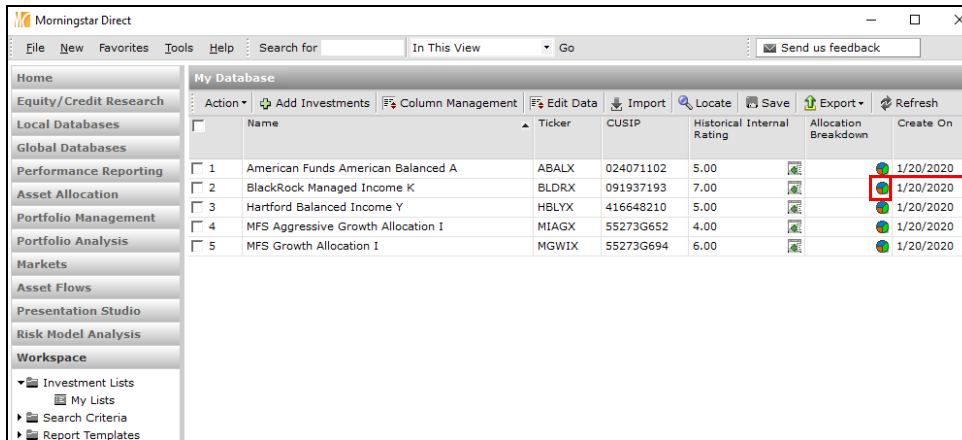 Morningstar Direct
File New Favorites Tools Help Search for In This View Go Send us feedback
Home
Equity/Credit Research
Local Databases
Global Databases
Performance Reporting
Asset Allocation
Portfolio Management
Portfolio Analysis
Markets
Asset Flows
Presentation Studio
Risk Model Analysis
Workspace
Investment Lists
My Lists
Search Criteria
Report Templates
My Database
Action Add Investments Column Management Edit Data Import Locate Save Export Refresh
Name Ticker CUSIP Historical Internal Rating Allocation Breakdown Create On
1 American Funds American Balanced A ABALX 024071102 5.00 1/20/2020
2 BlackRock Managed Income K BLDRX 091937193 7.00 1/20/2020
3 Hartford Balanced Income Y HBLYX 416648210 5.00 1/20/2020
4 MFS Aggressive Growth Allocation I MIAGX 55273G652 4.00 1/20/2020
5 MFS Growth Allocation I MGWIX 55273G694 6.00 1/20/2020